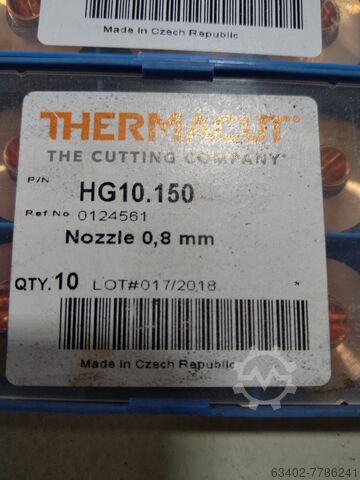 Made in Czech Republic
THERMACUT®
THE CUTTING COMPANY®
P/N HG10.150
Ref.No 0124561
Nozzle 0,8 mm
QTY.10 LOT#017/2018 *
Made in Czech Republic
63402-7786241